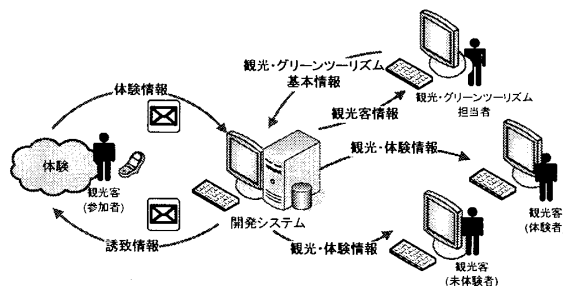 観光・グリーンツーリズム
基本情報
体験情報
観光・グリーンツーリズム
担当者
観光客情報
体験
観光・体験情報
観光客
(参加者)
開発システム
観光客
(体験者
誘致情報
観光・体験情報
観光客
(未体験者)